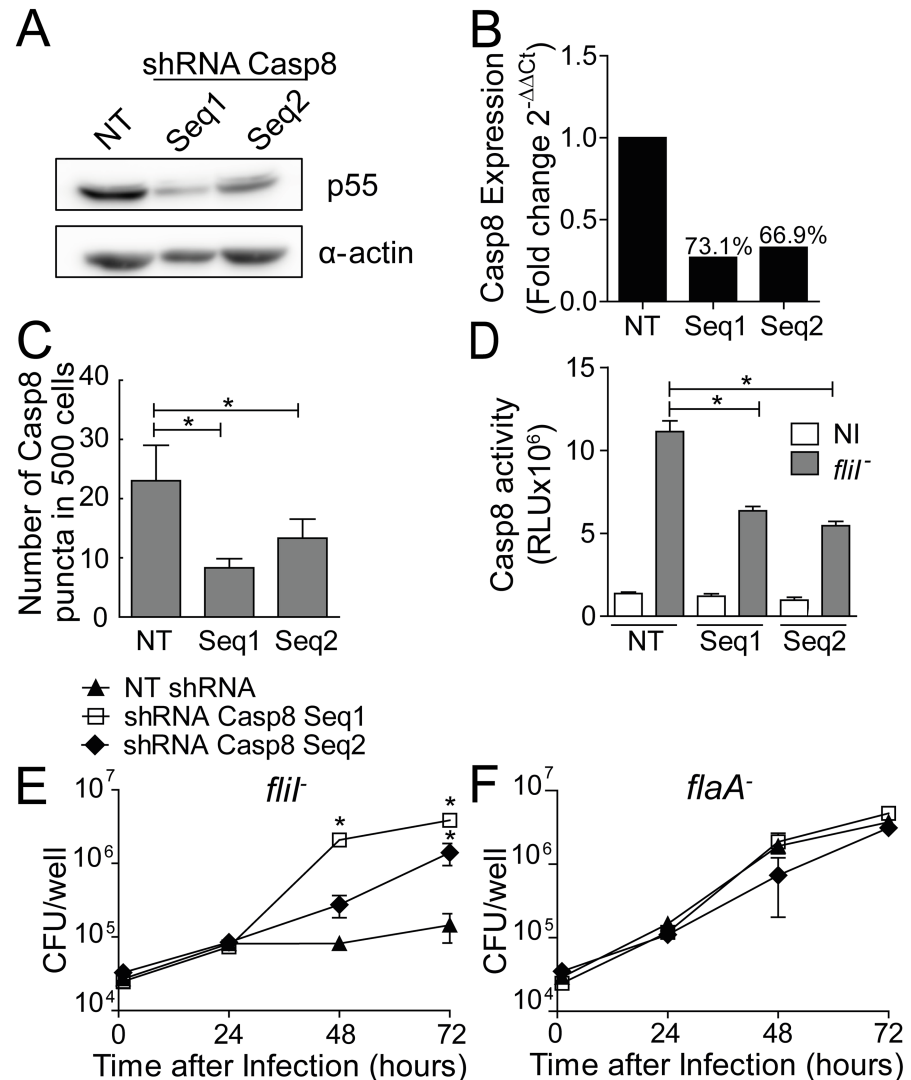 A
shRNA Casp8
NT
Seq1
Seq2
p55
α-actin
B
Casp8 Expression
(Fold change 2^-ΔΔCt)
1.5
1.0
0.5
0.0
73.1%
66.9%
NT
Seq1
Seq2
C
Number of Casp8
puncta in 500 cells
40
30
20
10
0
*
*
NT
Seq1
Seq2
D
Casp8 activity
(RLUx10^6)
15
10
5
0
*
*
NI
fliI-
NT
Seq1
Seq2
NT shRNA
shRNA Casp8 Seq1
shRNA Casp8 Seq2
E
fliI-
CFU/well
10^7
10^6
10^5
10^4
*
*
*
0
24
48
72
Time after Infection (hours)
F
flaA-
CFU/well
10^7
10^6
10^5
10^4
0
24
48
72
Time after Infection (hours)